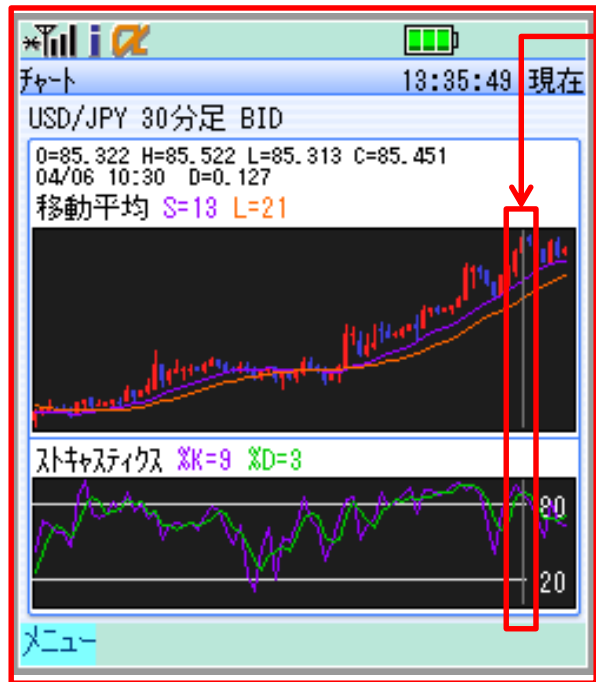 i α
チャート 13:35:49 現在
USD/JPY 30分足 BID
O=85.322 H=85.522 L=85.313 C=85.451
04/06 10:30 D=0.127
移動平均 S=13 L=21
ストキャスティクス %K=9 %D=3
80
20
メニュー